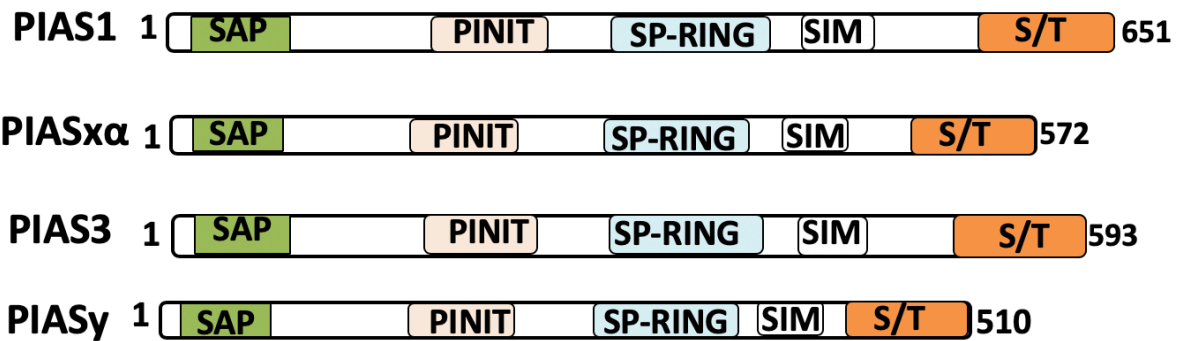 PIAS1 1 SAP PINIT SP-RING SIM S/T 651
PIASxα 1 SAP PINIT SP-RING SIM S/T 572
PIAS3 1 SAP PINIT SP-RING SIM S/T 593
PIASy 1 SAP PINIT SP-RING SIM S/T 510